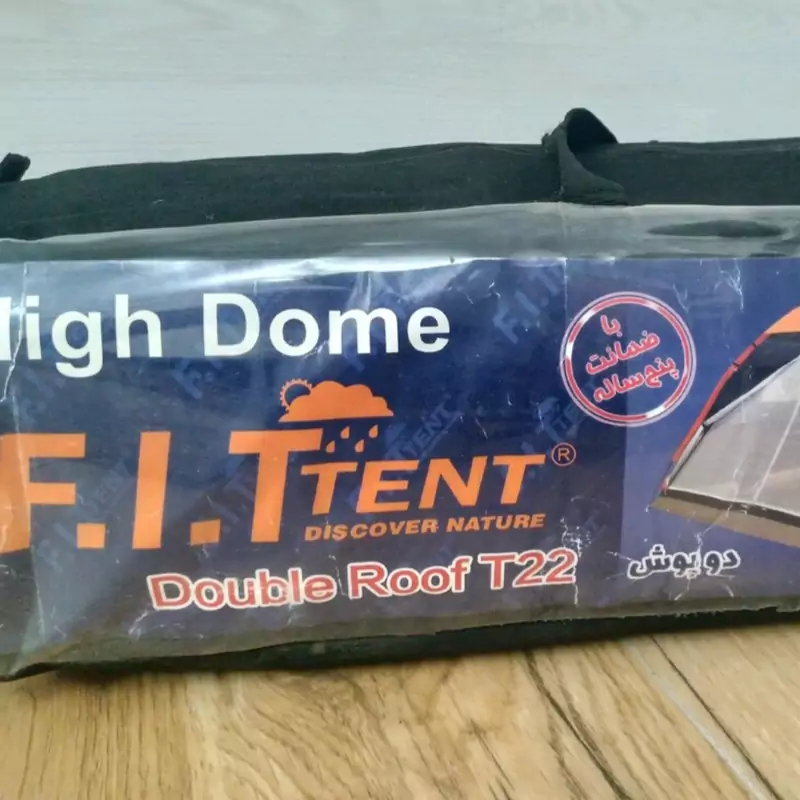 High Dome
با
ضمانت
پنج ساله
F.I.T TENT®
DISCOVER NATURE
Double Roof T22
دو پوش